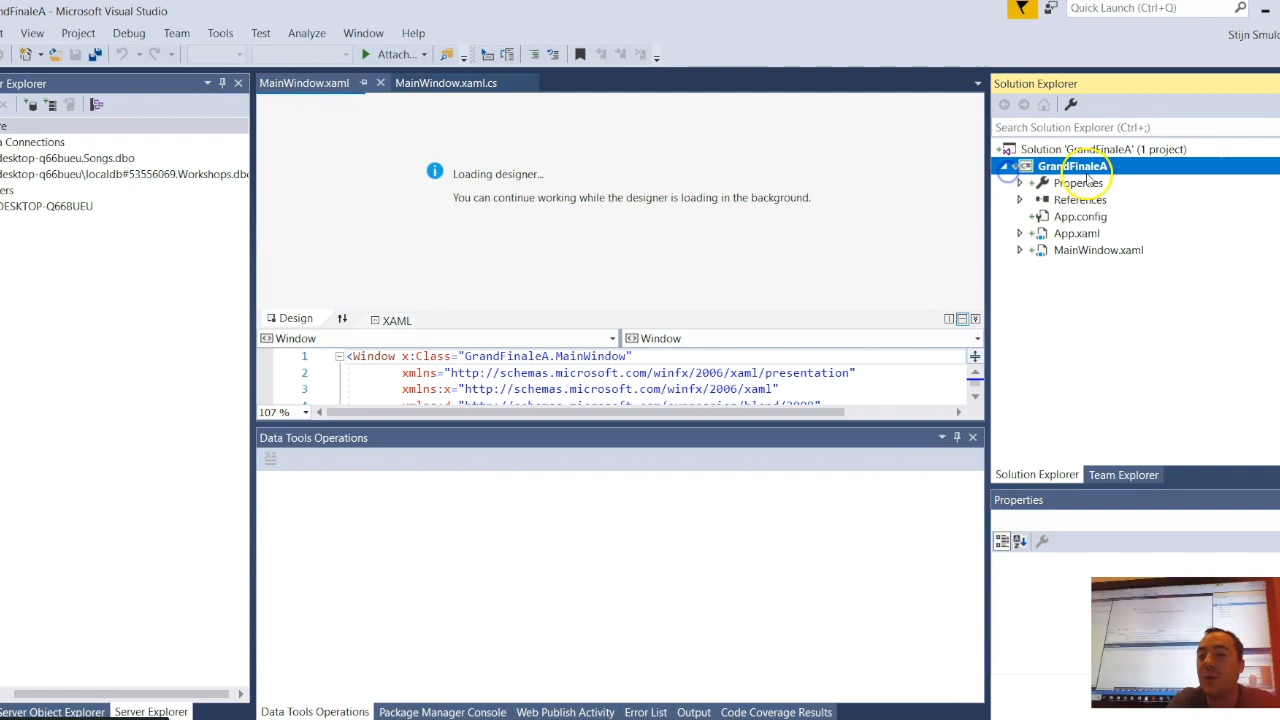 ndFinaleA - Microsoft Visual Studio
Quick Launch (Ctrl+Q)
View Project Debug Team Tools Test Analyze Window Help
Stijn Smul
Attach...
r Explorer
MainWindow.xaml
MainWindow.xaml.cs
Solution Explorer
re
a Connections
desktop-q66bueu.Songs.dbo
desktop-q66bueu\localdb#53556069.Workshops.dbo
ers
DESKTOP-Q66BUEU
Loading designer...
You can continue working while the designer is loading in the background.
Search Solution Explorer (Ctrl+;)
Solution 'GrandFinaleA' (1 project)
GrandFinaleA
Properties
References
App.config
App.xaml
MainWindow.xaml
Design
XAML
Window
Window
1 <Window x:Class="GrandFinaleA.MainWindow"
2 xmlns="http://schemas.microsoft.com/winfx/2006/xaml/presentation"
3 xmlns:x="http://schemas.microsoft.com/winfx/2006/xaml"
107 %
Data Tools Operations
Solution Explorer
Team Explorer
Properties
Server Object Explorer
Server Explorer
Data Tools Operations
Package Manager Console
Web Publish Activity
Error List
Output
Code Coverage Results